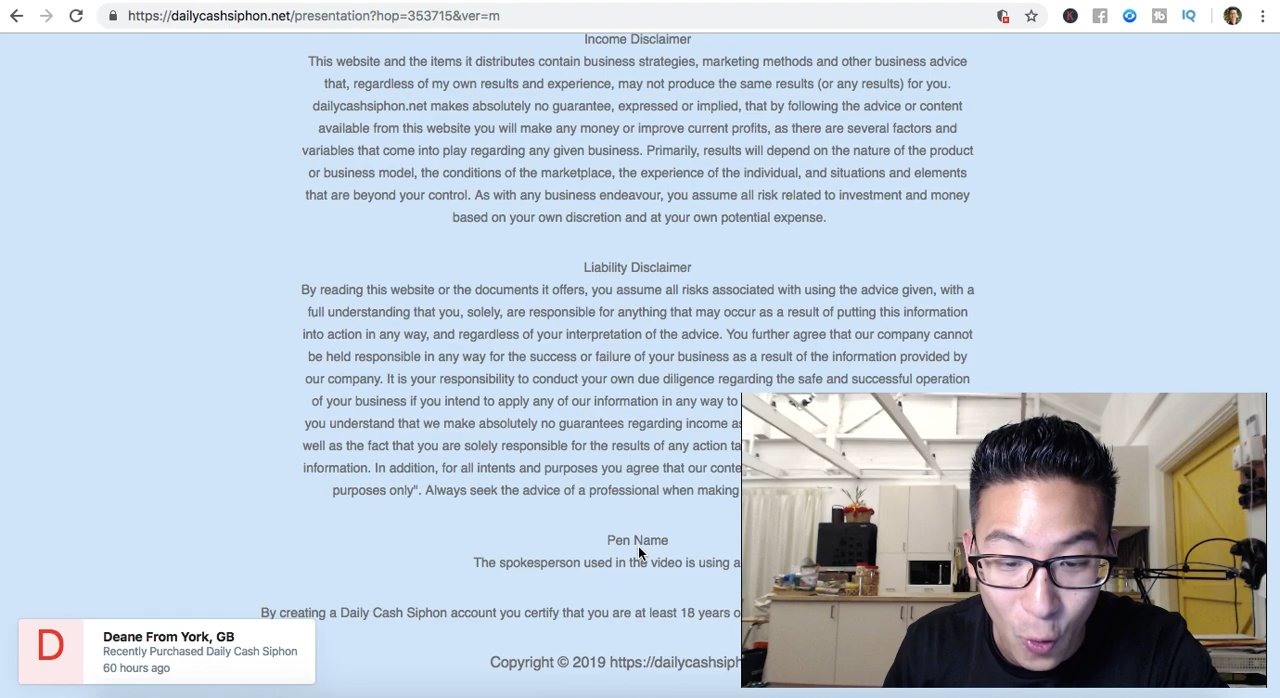 https://dailycashsiphon.net/presentation?hop=353715&ver=m
K
f
tb
IQ
Income Disclaimer
This website and the items it distributes contain business strategies, marketing methods and other business advice
that, regardless of my own results and experience, may not produce the same results (or any results) for you.
dailycashsiphon.net makes absolutely no guarantee, expressed or implied, that by following the advice or content
available from this website you will make any money or improve current profits, as there are several factors and
variables that come into play regarding any given business. Primarily, results will depend on the nature of the product
or business model, the conditions of the marketplace, the experience of the individual, and situations and elements
that are beyond your control. As with any business endeavour, you assume all risk related to investment and money
based on your own discretion and at your own potential expense.
Liability Disclaimer
By reading this website or the documents it offers, you assume all risks associated with using the advice given, with a
full understanding that you, solely, are responsible for anything that may occur as a result of putting this information
into action in any way, and regardless of your interpretation of the advice. You further agree that our company cannot
be held responsible in any way for the success or failure of your business as a result of the information provided by
our company. It is your responsibility to conduct your own due diligence regarding the safe and successful operation
of your business if you intend to apply any of our information in any way to
you understand that we make absolutely no guarantees regarding income as
well as the fact that you are solely responsible for the results of any action ta
information. In addition, for all intents and purposes you agree that our conte
purposes only". Always seek the advice of a professional when making
Pen Name
The spokesperson used in the video is using a
By creating a Daily Cash Siphon account you certify that you are at least 18 years o
Copyright © 2019 https://dailycashsiph
D
Deane From York, GB
Recently Purchased Daily Cash Siphon
60 hours ago